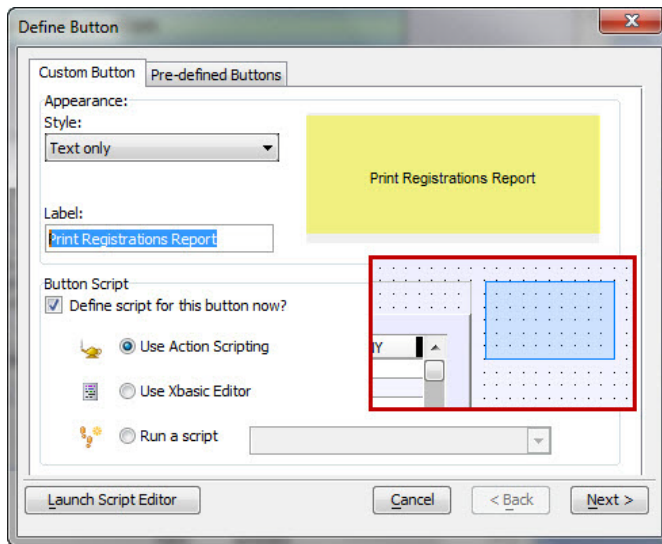 Define Button
Custom Button
Pre-defined Buttons
Appearance:
Style:
Text only
Print Registrations Report
Label:
Print Registrations Report
Button Script
Define script for this button now?
Use Action Scripting
Use Xbasic Editor
Run a script
Launch Script Editor
Cancel
< Back
Next >